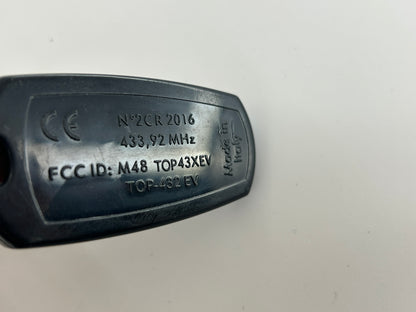 CE
N°2CR 2016
433,92 MHz
FCC ID: M48 TOP43XEV
TOP-432 EV
Made in
Italy